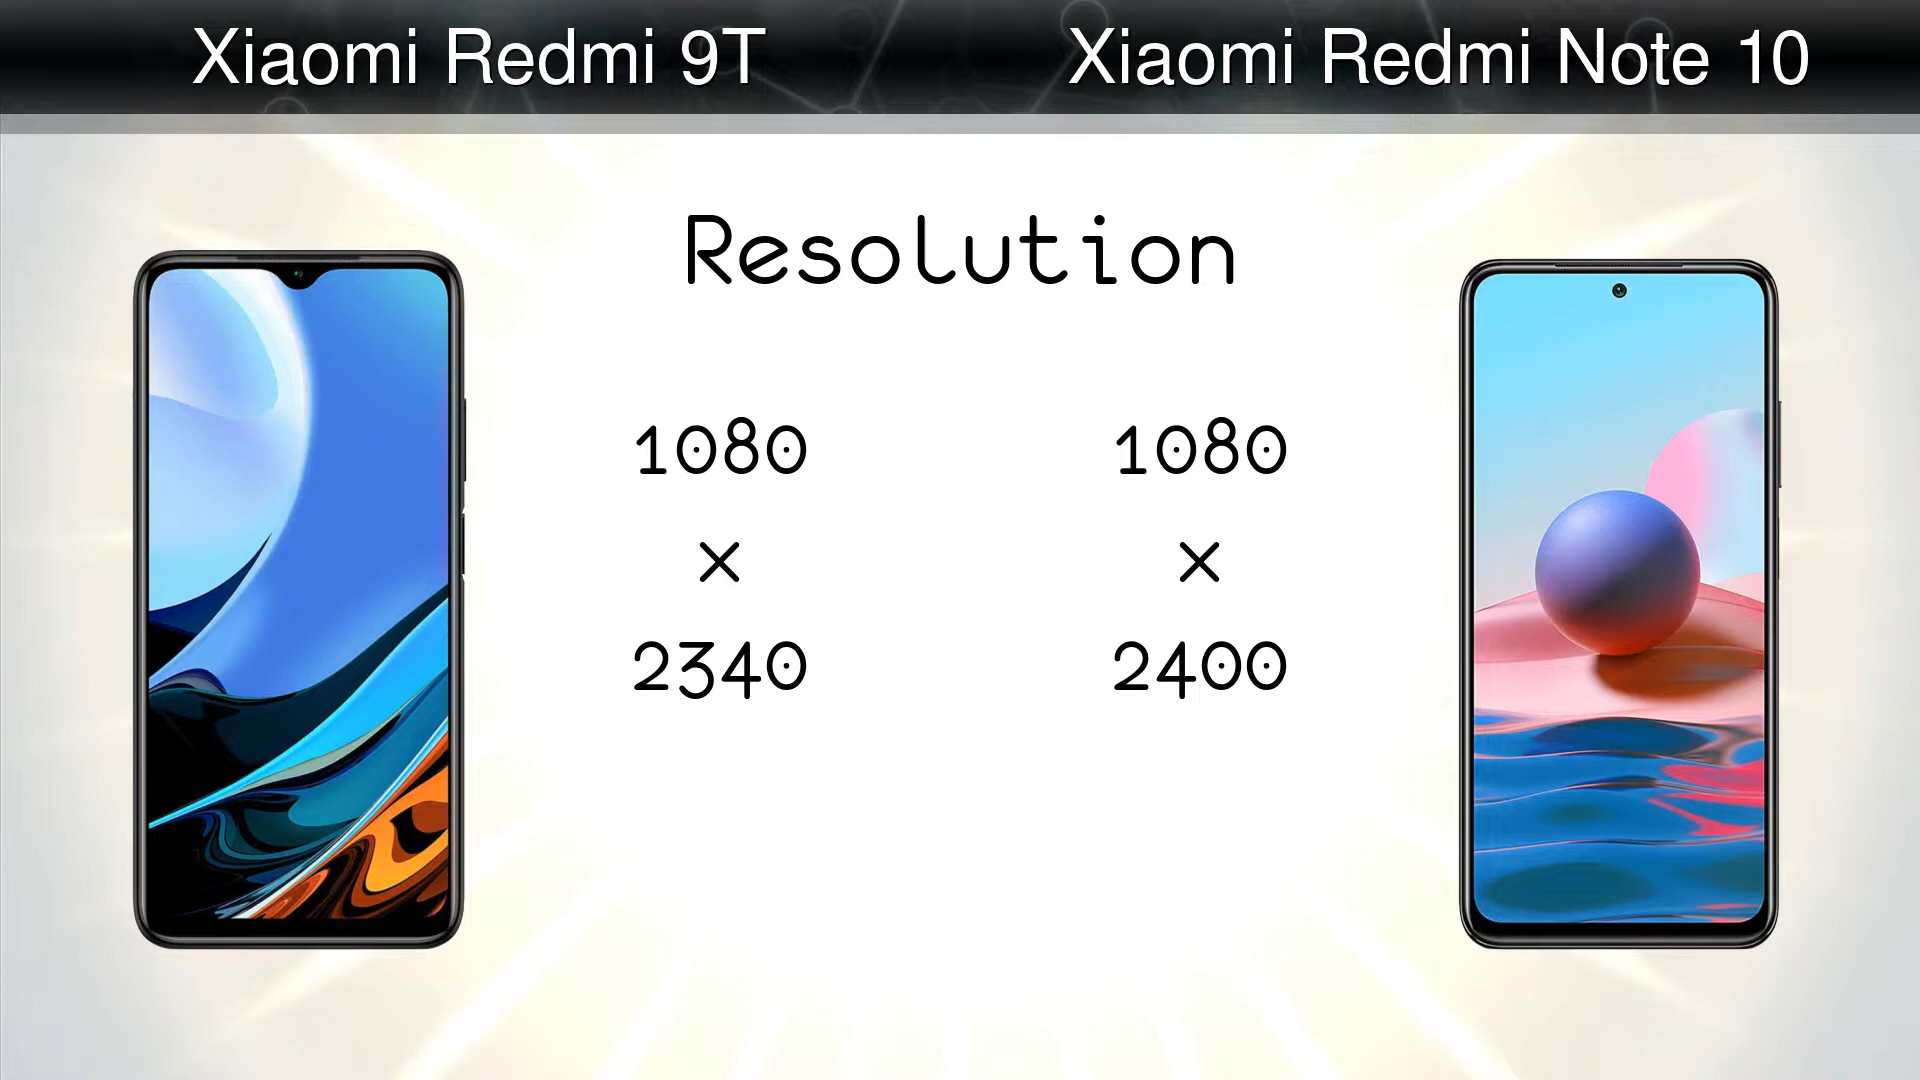 Xiaomi Redmi 9T
Xiaomi Redmi Note 10
Resolution
1080
×
2340
1080
×
2400